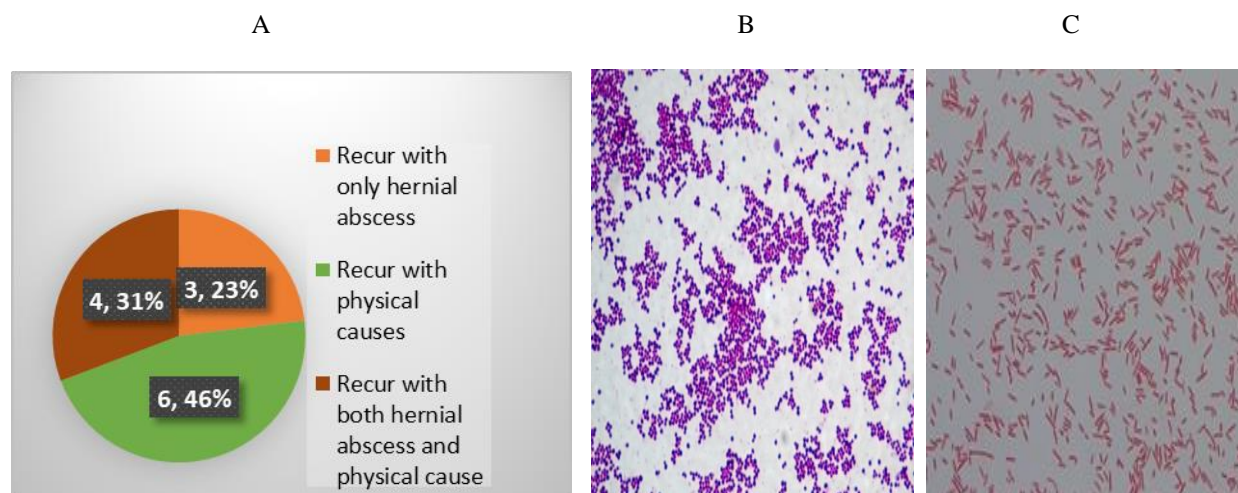 A
B
C
Recur with
only hernial
abscess
Recur with
physical
causes
Recur with
both hernial
abscess and
physical cause
4, 31%
3, 23%
6, 46%